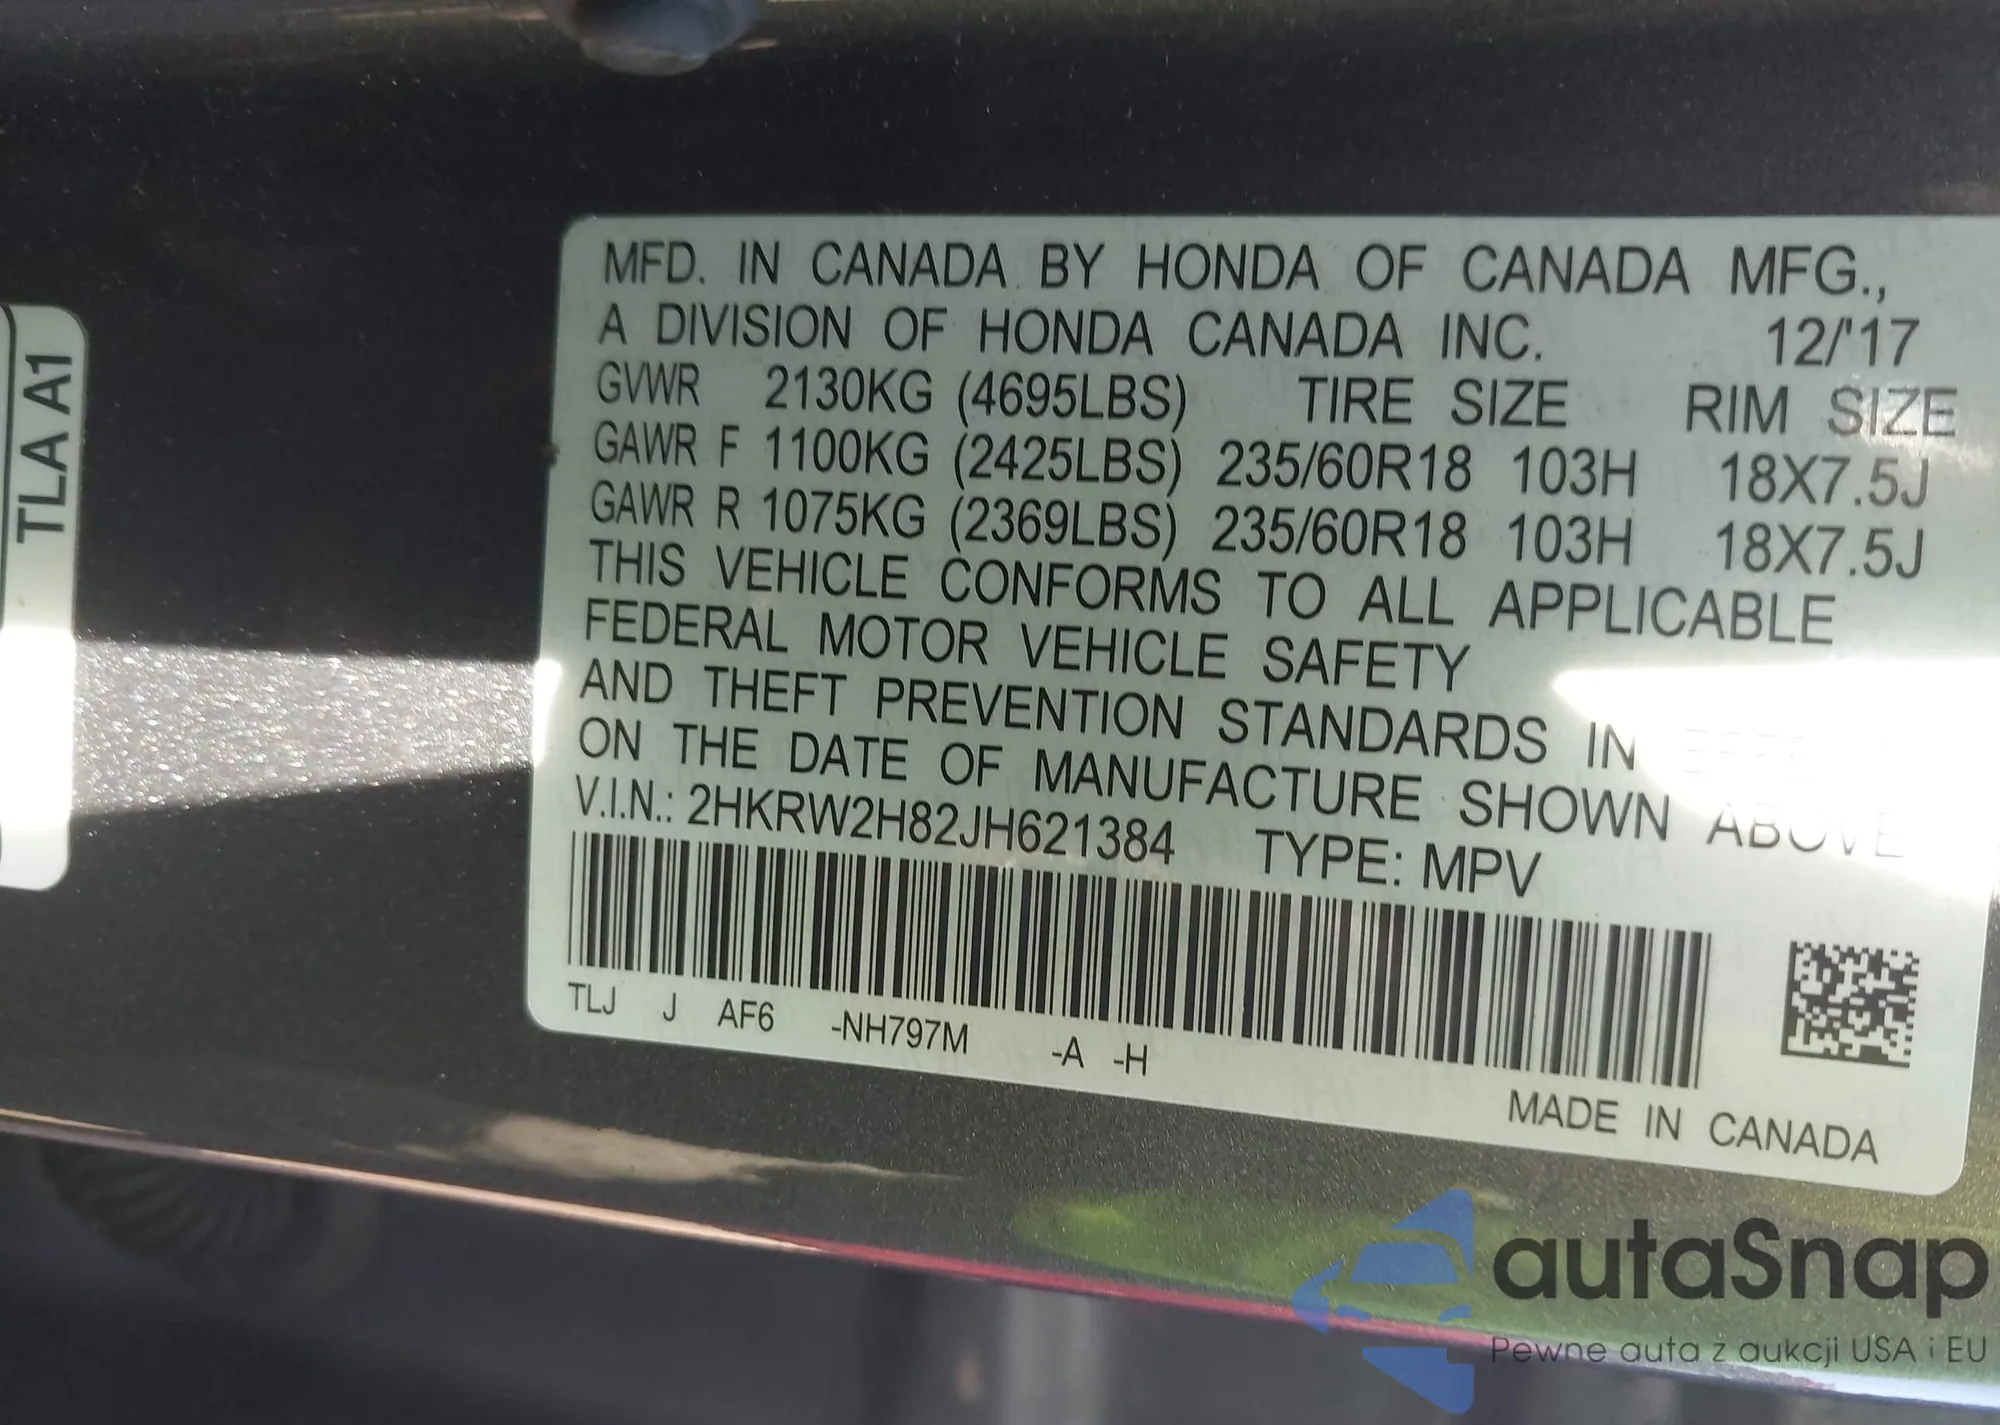 TLA A1
MFD. IN CANADA BY HONDA OF CANADA MFG.,
A DIVISION OF HONDA CANADA INC. 12/'17
GVWR 2130KG (4695LBS) TIRE SIZE RIM SIZE
GAWR F 1100KG (2425LBS) 235/60R18 103H 18X7.5J
GAWR R 1075KG (2369LBS) 235/60R18 103H 18X7.5J
THIS VEHICLE CONFORMS TO ALL APPLICABLE
FEDERAL MOTOR VEHICLE SAFETY
AND THEFT PREVENTION STANDARDS IN
ON THE DATE OF MANUFACTURE SHOWN ABOVE
V.I.N.: 2HKRW2H82JH621384 TYPE: MPV
TLJ J AF6 -NH797M -A -H
MADE IN CANADA
autaSnap
Pewne auta z aukcji USA i EU